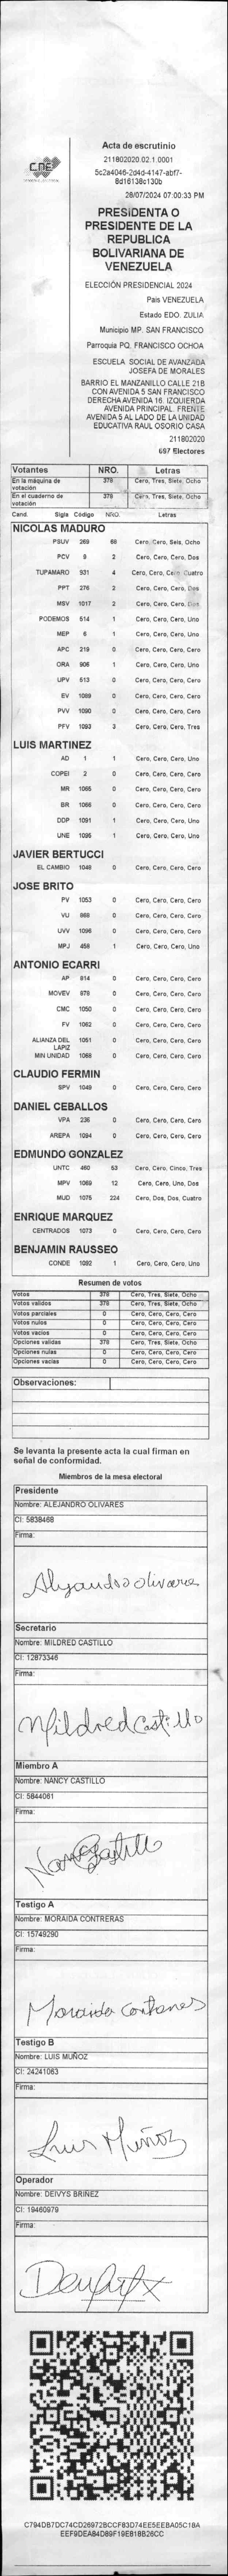 CNE
Acta de escrutinio
211802020.02.1.0001
5c2a4046-2d4d-4147-abf7-
8d16138c130b
28/07/2024 07:00:33 PM
PRESIDENTA O
PRESIDENTE DE LA
REPUBLICA
BOLIVARIANA DE
VENEZUELA
ELECCIÓN PRESIDENCIAL 2024
País VENEZUELA
Estado EDO. ZULIA
Municipio MP. SAN FRANCISCO
Parroquia PQ. FRANCISCO OCHOA
ESCUELA SOCIAL DE AVANZADA
JOSEFA DE MORALES
BARRIO EL MANZANILLO CALLE 21B
CON AVENIDA 5 SAN FRANCISCO
DERECHA AVENIDA 16. IZQUIERDA
AVENIDA PRINCIPAL. FRENTE
AVENIDA 5 AL LADO DE LA UNIDAD
EDUCATIVA RAUL OSORIO CASA
211802020
697 Electores
Votantes NRO. Letras
En la máquina de votación 378 Cero, Tres, Siete, Ocho
En el cuaderno de votación 378 Cero, Tres, Siete, Ocho
Cand. Sigla Código NRO. Letras
NICOLAS MADURO
PSUV 269 68 Cero, Cero, Seis, Ocho
PCV 9 2 Cero, Cero, Cero, Dos
TUPAMARO 931 4 Cero, Cero, Cero, Cuatro
PPT 276 2 Cero, Cero, Cero, Dos
MSV 1017 2 Cero, Cero, Cero, Dos
PODEMOS 514 1 Cero, Cero, Cero, Uno
MEP 6 1 Cero, Cero, Cero, Uno
APC 219 0 Cero, Cero, Cero, Cero
ORA 906 1 Cero, Cero, Cero, Uno
UPV 513 0 Cero, Cero, Cero, Cero
EV 1089 0 Cero, Cero, Cero, Cero
PVV 1090 0 Cero, Cero, Cero, Cero
PFV 1093 3 Cero, Cero, Cero, Tres
LUIS MARTINEZ
AD 1 1 Cero, Cero, Cero, Uno
COPEI 2 0 Cero, Cero, Cero, Cero
MR 1065 0 Cero, Cero, Cero, Cero
BR 1066 0 Cero, Cero, Cero, Cero
DDP 1091 1 Cero, Cero, Cero, Uno
UNE 1095 1 Cero, Cero, Cero, Uno
JAVIER BERTUCCI
EL CAMBIO 1048 0 Cero, Cero, Cero, Cero
JOSE BRITO
PV 1053 0 Cero, Cero, Cero, Cero
VU 868 0 Cero, Cero, Cero, Cero
UVV 1096 0 Cero, Cero, Cero, Cero
MPJ 458 1 Cero, Cero, Cero, Uno
ANTONIO ECARRI
AP 814 0 Cero, Cero, Cero, Cero
MOVEV 878 0 Cero, Cero, Cero, Cero
CMC 1050 0 Cero, Cero, Cero, Cero
FV 1062 0 Cero, Cero, Cero, Cero
ALIANZA DEL LAPIZ 1051 0 Cero, Cero, Cero, Cero
MIN UNIDAD 1068 0 Cero, Cero, Cero, Cero
CLAUDIO FERMIN
SPV 1049 0 Cero, Cero, Cero, Cero
DANIEL CEBALLOS
VPA 236 0 Cero, Cero, Cero, Cero
AREPA 1094 0 Cero, Cero, Cero, Cero
EDMUNDO GONZALEZ
UNTC 460 53 Cero, Cero, Cinco, Tres
MPV 1069 12 Cero, Cero, Uno, Dos
MUD 1075 224 Cero, Dos, Dos, Cuatro
ENRIQUE MARQUEZ
CENTRADOS 1073 0 Cero, Cero, Cero, Cero
BENJAMIN RAUSSEO
CONDE 1092 1 Cero, Cero, Cero, Uno
Resumen de votos
Votos 378 Cero, Tres, Siete, Ocho
Votos validos 378 Cero, Tres, Siete, Ocho
Votos parciales 0 Cero, Cero, Cero, Cero
Votos nulos 0 Cero, Cero, Cero, Cero
Votos vacios 0 Cero, Cero, Cero, Cero
Opciones validas 378 Cero, Tres, Siete, Ocho
Opciones nulas 0 Cero, Cero, Cero, Cero
Opciones vacias 0 Cero, Cero, Cero, Cero
Observaciones:
Se levanta la presente acta la cual firman en
señal de conformidad.
Miembros de la mesa electoral
Presidente
Nombre: ALEJANDRO OLIVARES
CI: 5838468
Firma:
Alejandro olivares
Secretario
Nombre: MILDRED CASTILLO
CI: 12873346
Firma:
Mildred Castillo
Miembro A
Nombre: NANCY CASTILLO
CI: 5844061
Firma:
Nancy Castillo
Testigo A
Nombre: MORAIDA CONTRERAS
CI: 15749290
Firma:
Moraida Contreras
Testigo B
Nombre: LUIS MUÑOZ
CI: 24241063
Firma:
Luis Muñoz
Operador
Nombre: DEIVYS BRIÑEZ
CI: 19460979
Firma:
C794DB7DC74CD26972BCCF83D74EE5EEBA05C18A
EEF9DEA84D89F19E818B26CC